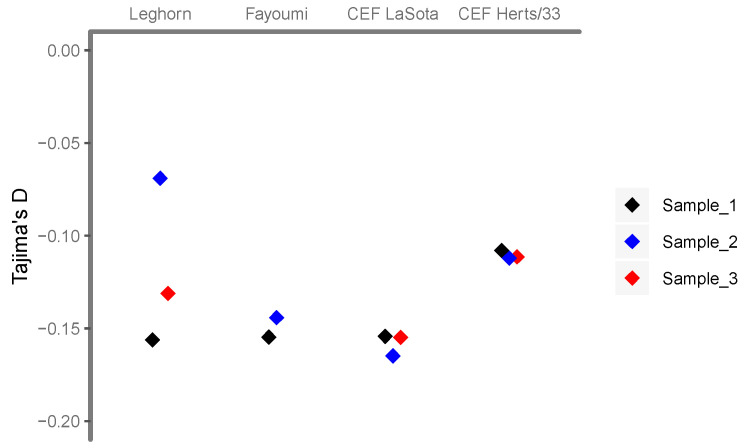 Leghorn Fayoumi CEF LaSota CEF Herts/33
0.00
−0.05
−0.10
−0.15
−0.20
Tajima's D
Sample_1
Sample_2
Sample_3